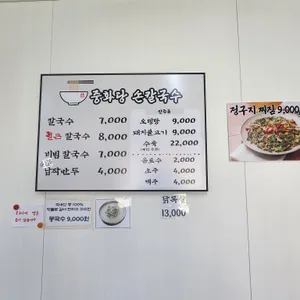 중화당 손칼국수
칼국수 7,000
얼큰 칼국수 8,000
비빔 칼국수 7,000
납작만두 4,000
안주류
오뎅탕 9,000
돼지불고기 9,000
수육 22,000
음료수 2,000
소주 4,000
맥주 4,000
정구지 찌짐 9,000
콩국수 9,000원
닭목살
13,000